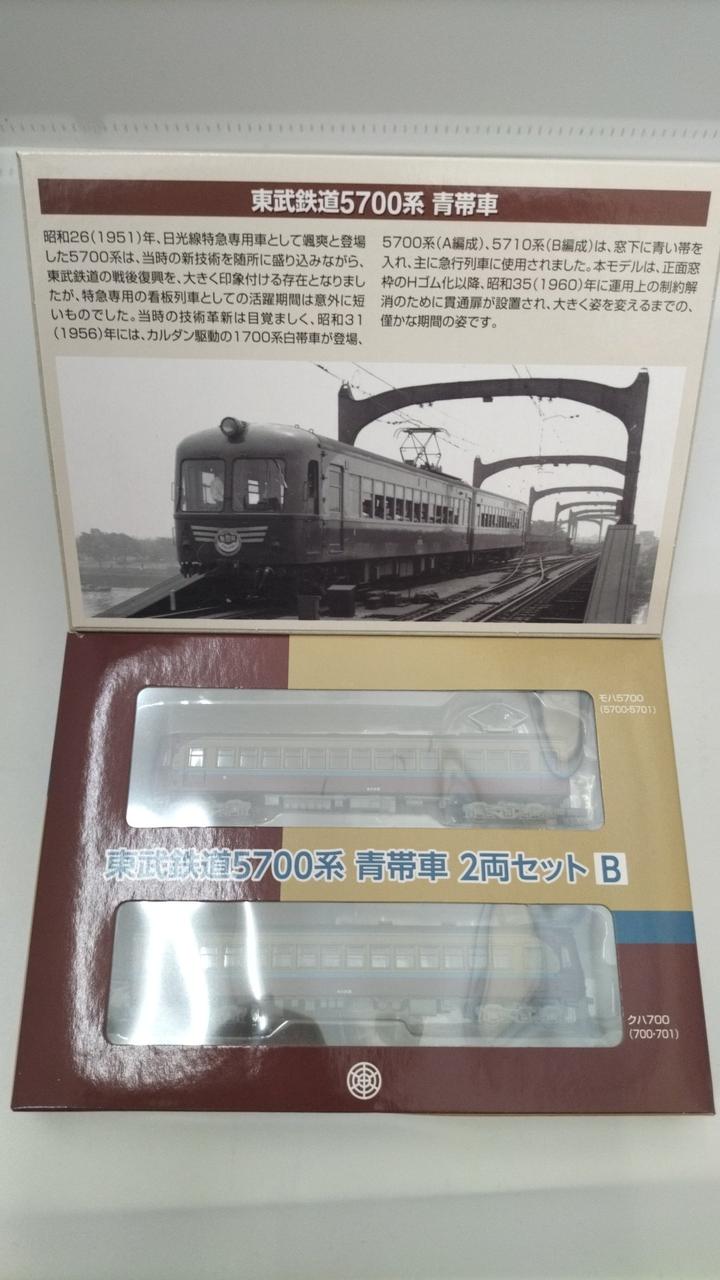 東武鉄道5700系 青帯車
昭和26(1951)年、日光線特急専用車として颯爽と登場
した5700系は、当時の新技術を随所に盛り込みながら、
東武鉄道の戦後復興を、大きく印象付ける存在となりまし
たが、特急専用の看板列車としての活躍期間は意外に短
いものでした。当時の技術革新は目覚ましく、昭和31
(1956)年には、カルダン駆動の1700系白帯車が登場、
5700系(A編成)、5710系(B編成)は、窓下に青い帯を
入れ、主に急行列車に使用されました。本モデルは、正面窓
枠のHゴム化以降、昭和35(1960)年に運用上の制約解
消のために貫通扉が設置され、大きく姿を変えるまでの、
僅かな期間の姿です。
モハ5700
(5700・5701)
東武鉄道5700系 青帯車 2両セット B
クハ700
(700・701)